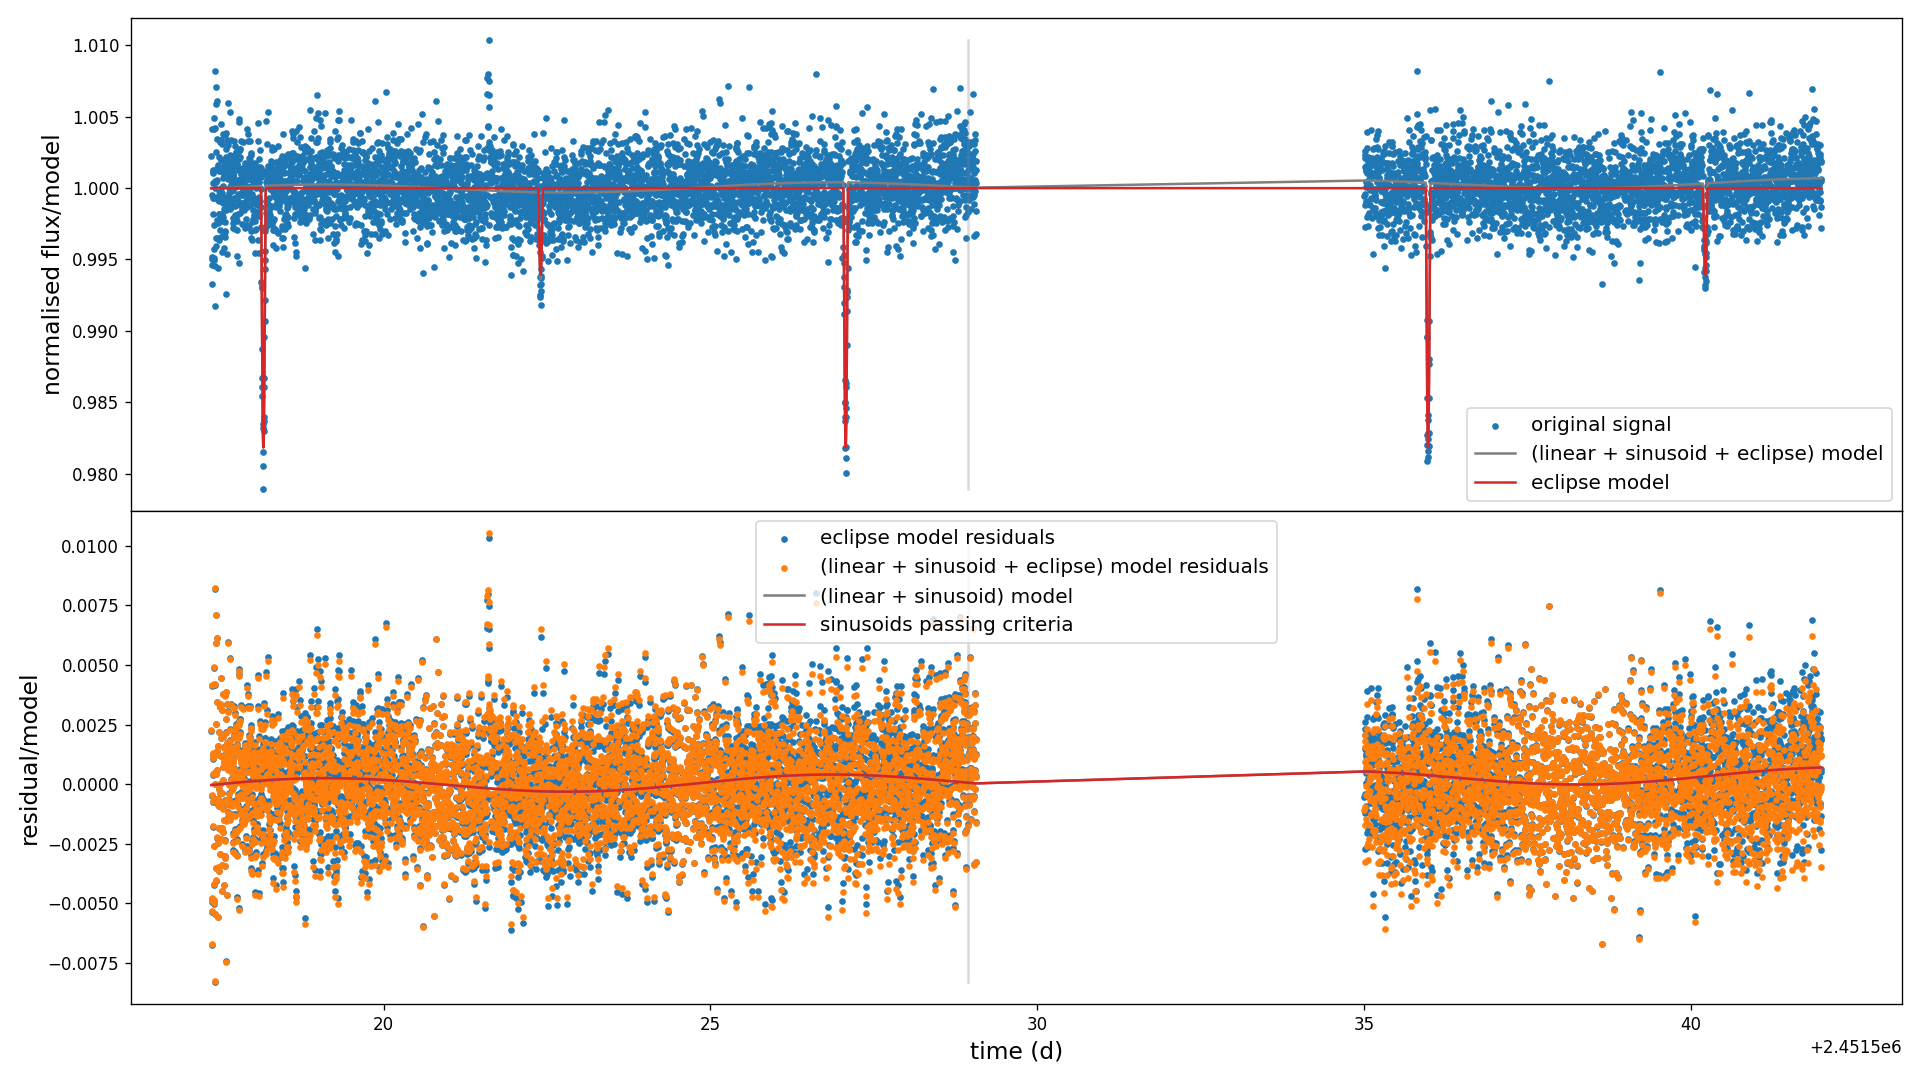 normalised flux/model
1.010
1.005
1.000
0.995
0.990
0.985
0.980
original signal
(linear + sinusoid + eclipse) model
eclipse model
residual/model
0.0100
0.0075
0.0050
0.0025
0.0000
−0.0025
−0.0050
−0.0075
eclipse model residuals
(linear + sinusoid + eclipse) model residuals
(linear + sinusoid) model
sinusoids passing criteria
20
25
30
35
40
time (d)
+2.4515e6